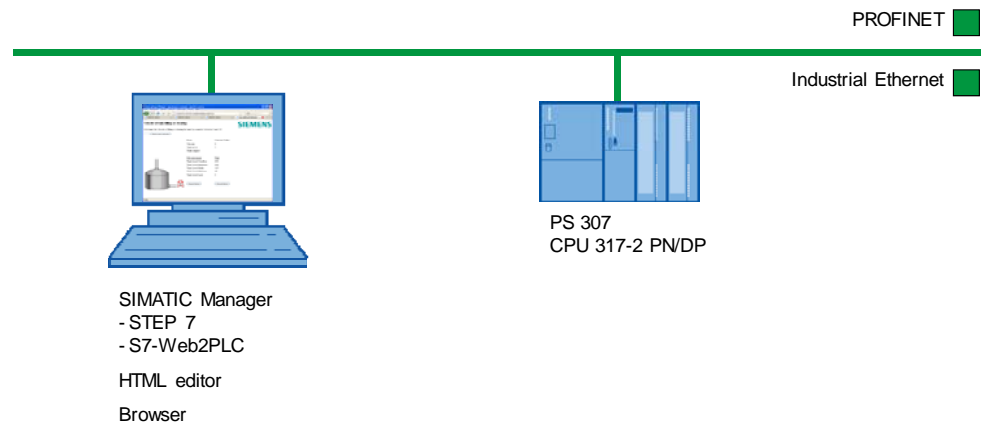 PROFINET
Industrial Ethernet
SIEMENS
PS 307
CPU 317-2 PN/DP
SIMATIC Manager
- STEP 7
- S7-Web2PLC
HTML editor
Browser